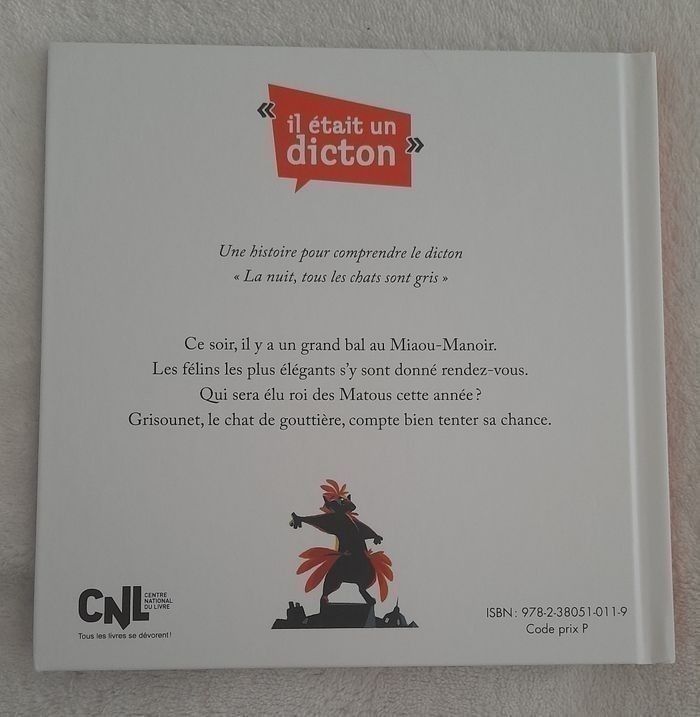 « il était un
dicton »
Une histoire pour comprendre le dicton
« La nuit, tous les chats sont gris »
Ce soir, il y a un grand bal au Miaou-Manoir.
Les félins les plus élégants s'y sont donné rendez-vous.
Qui sera élu roi des Matous cette année ?
Grisounet, le chat de gouttière, compte bien tenter sa chance.
CNL
CENTRE
NATIONAL
DU LIVRE
Tous les livres se dévorent !
ISBN : 978-2-38051-011-9
Code prix P